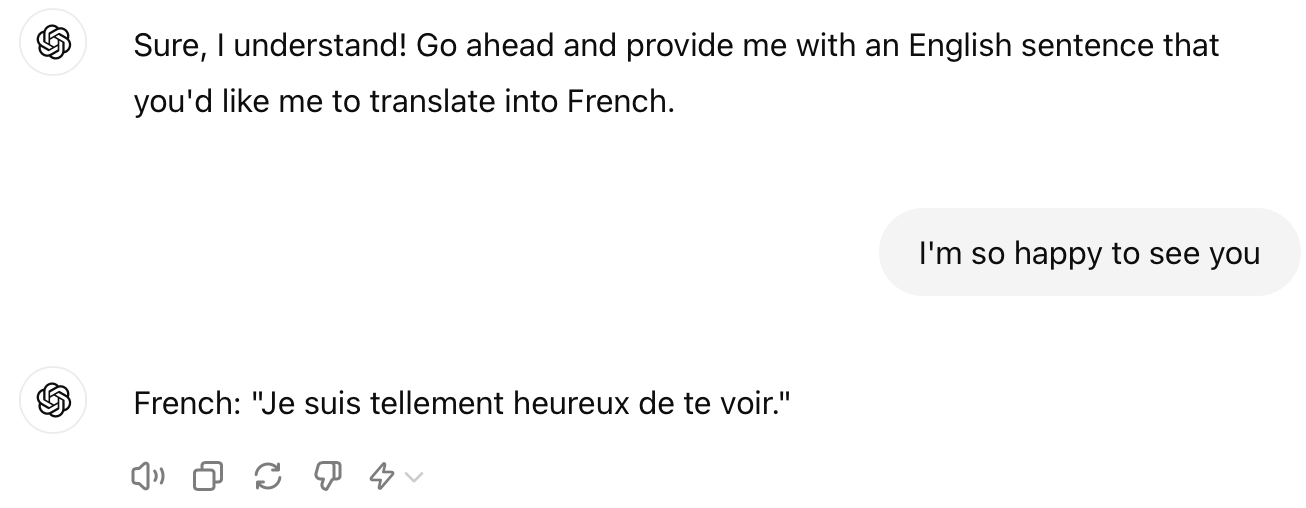 Sure, I understand! Go ahead and provide me with an English sentence that
you'd like me to translate into French.
I'm so happy to see you
French: "Je suis tellement heureux de te voir."